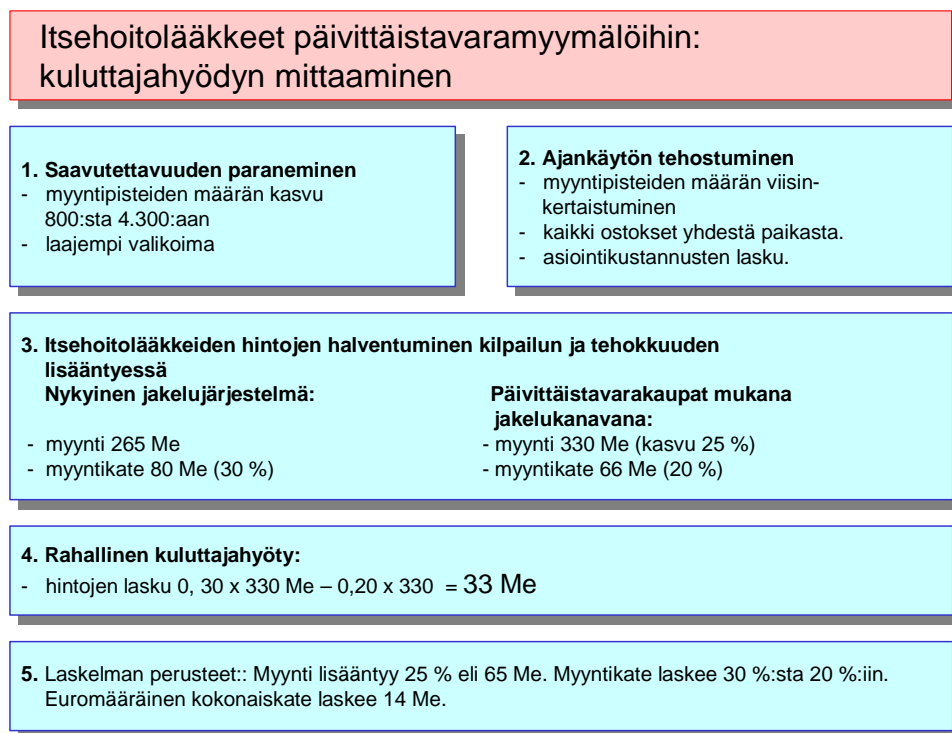 Itsehoitolääkkeet päivittäistavaramyymälöihin:
kuluttajahyödyn mittaaminen
1. Saavutettavuuden paraneminen
- myyntipisteiden määrän kasvu
800:sta 4.300:aan
- laajempi valikoima
2. Ajankäytön tehostuminen
- myyntipisteiden määrän viisin-
kertaistuminen
- kaikki ostokset yhdestä paikasta.
- asiointikustannusten lasku.
3. Itsehoitolääkkeiden hintojen halventuminen kilpailun ja tehokkuuden
lisääntyessä
Nykyinen jakelujärjestelmä:
- myynti 265 Me
- myyntikate 80 Me (30 %)
Päivittäistavarakaupat mukana
jakelukanavana:
- myynti 330 Me (kasvu 25 %)
- myyntikate 66 Me (20 %)
4. Rahallinen kuluttajahyöty:
- hintojen lasku 0, 30 x 330 Me – 0,20 x 330 = 33 Me
5. Laskelman perusteet:: Myynti lisääntyy 25 % eli 65 Me. Myyntikate laskee 30 %:sta 20 %:iin.
Euromääräinen kokonaiskate laskee 14 Me.